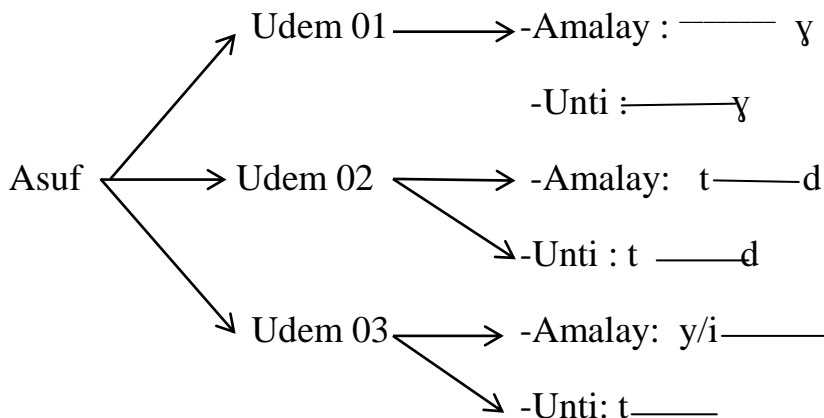 Udem 01 -Amalay : ɣ
-Unti : ɣ
Asuf Udem 02 -Amalay: t d
-Unti : t d
Udem 03 -Amalay: y/i
-Unti: t